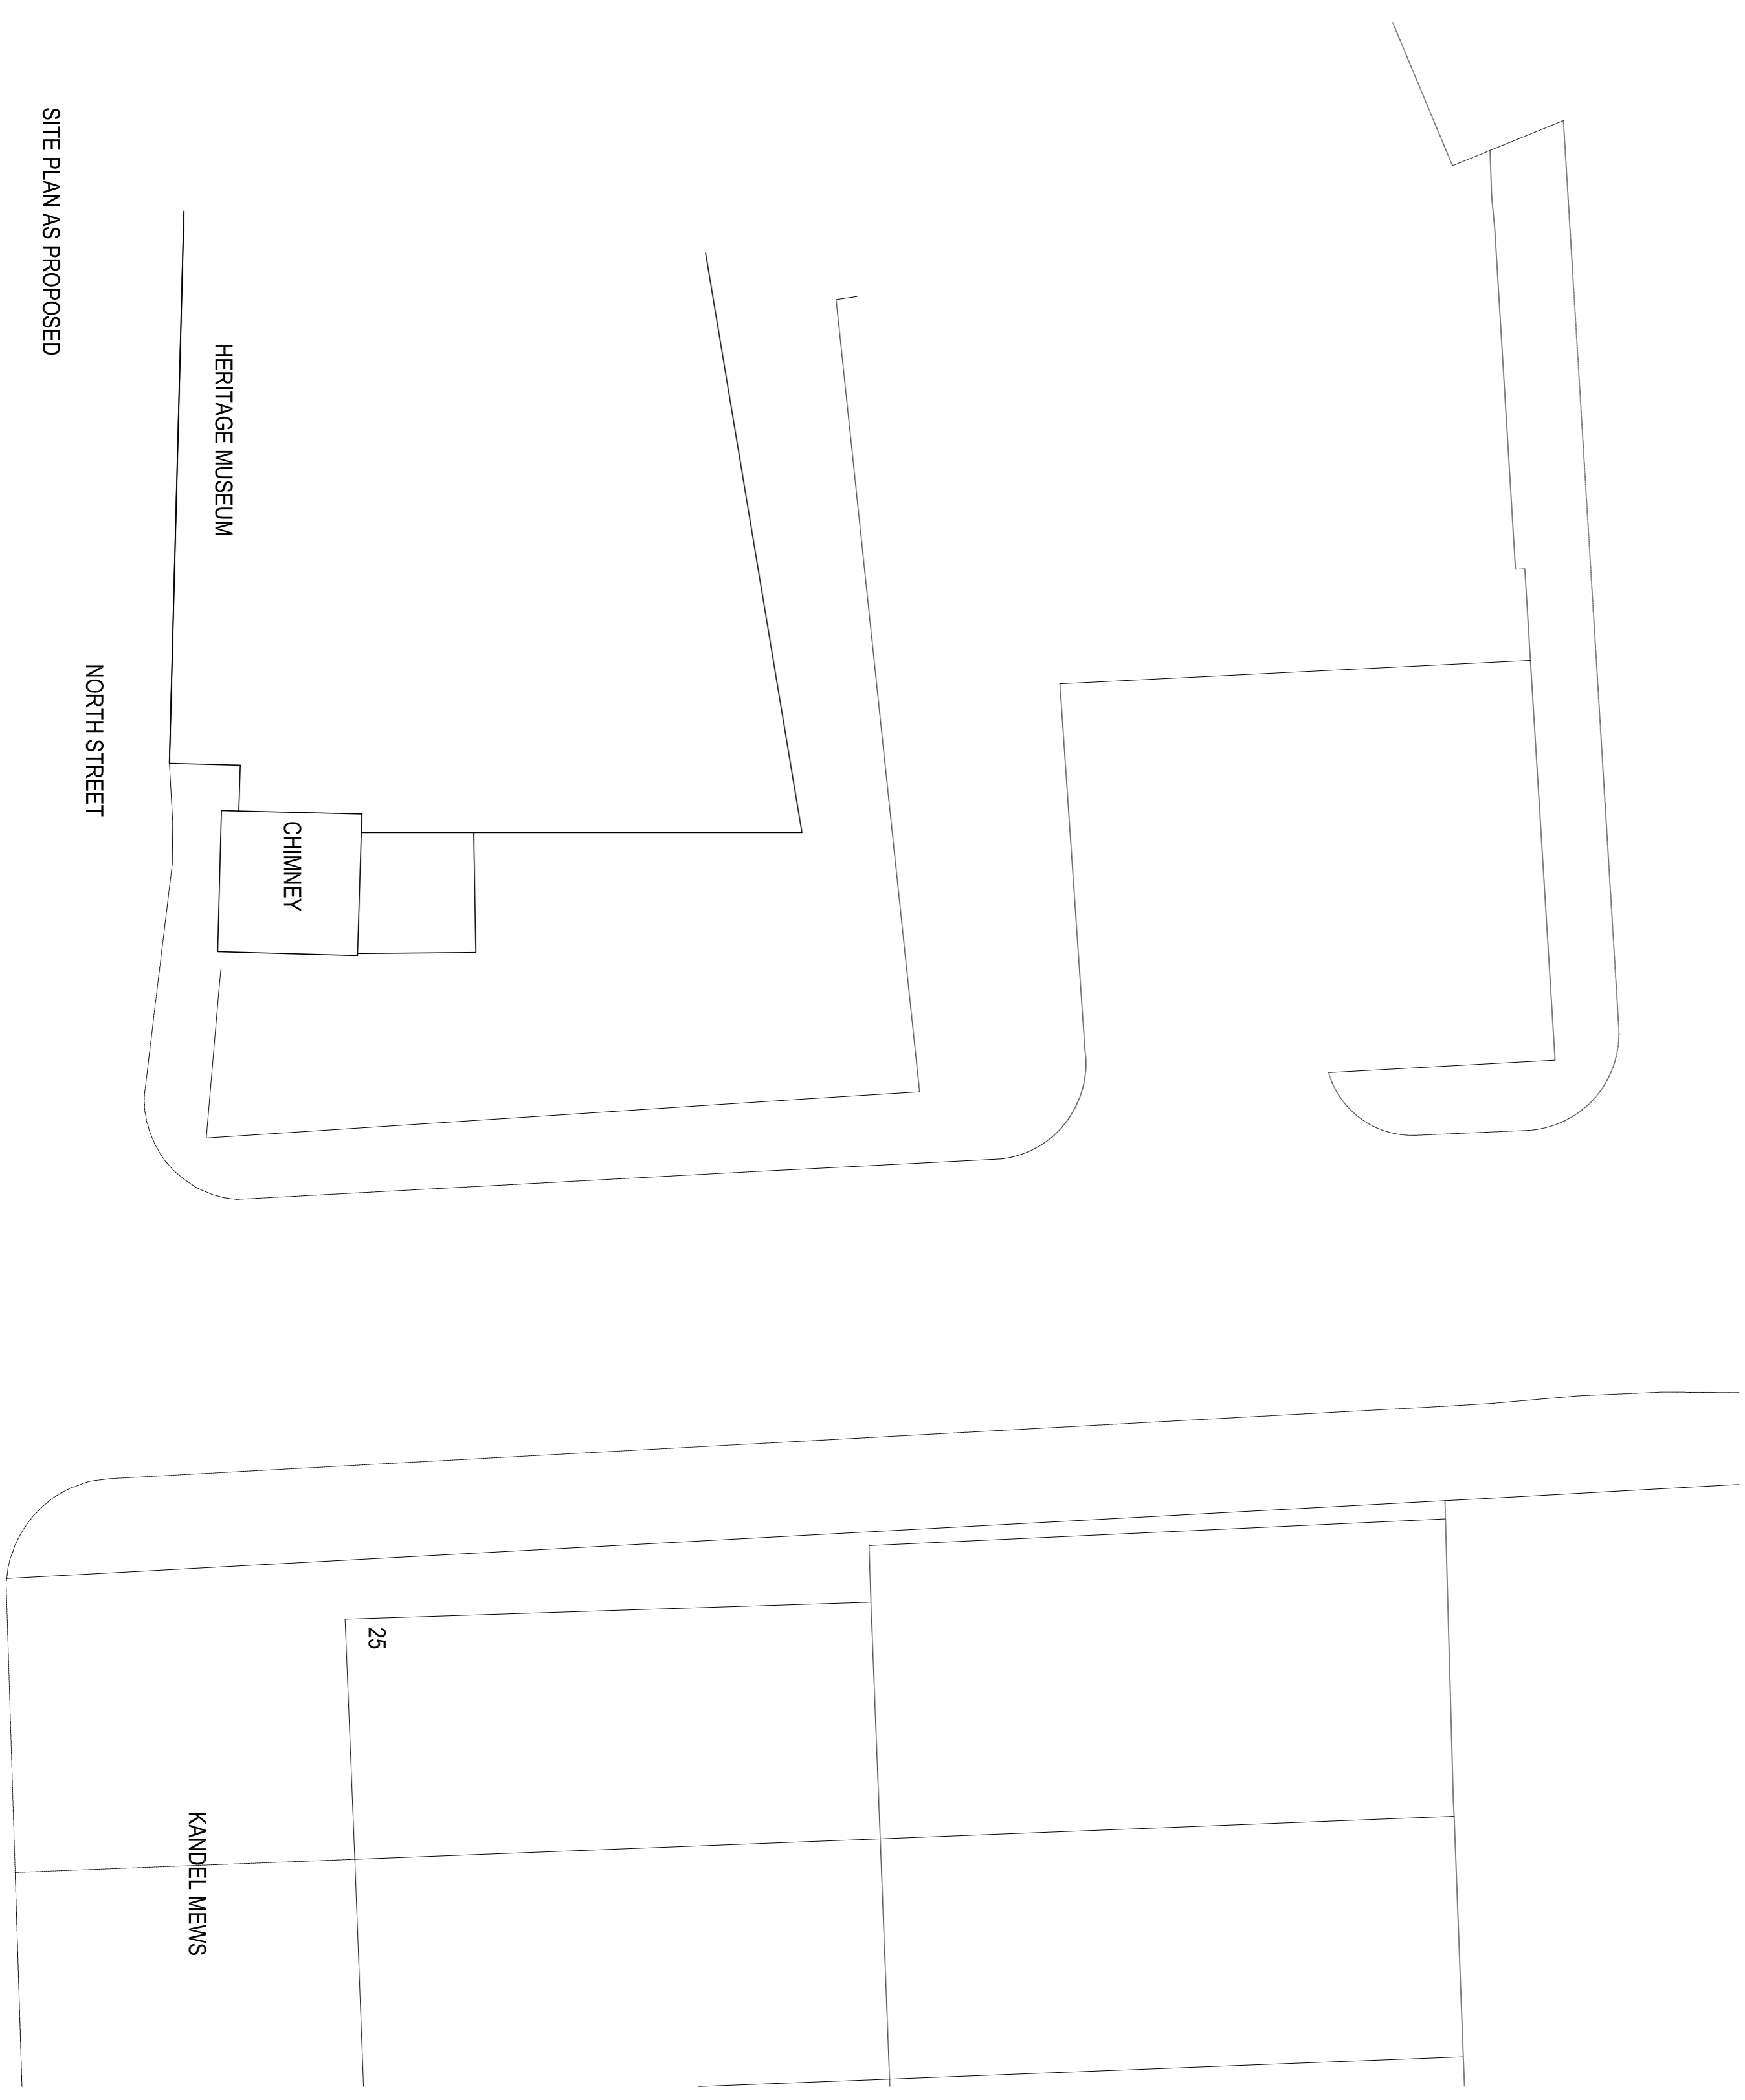 SITE PLAN AS PROPOSED
HERITAGE MUSEUM
NORTH STREET
CHIMNEY
25
KANDEL MEWS